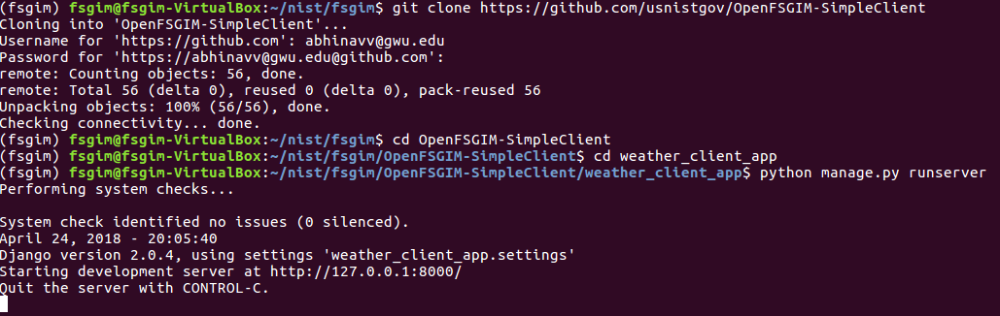 (fsgim) fsgim@fsgim-VirtualBox:~/nist/fsgim$ git clone https://github.com/usnistgov/OpenFSGIM-SimpleClient
Cloning into 'OpenFSGIM-SimpleClient'...
Username for 'https://github.com': abhinavv@gwu.edu
Password for 'https://abhinavv@gwu.edu@github.com':
remote: Counting objects: 56, done.
remote: Total 56 (delta 0), reused 0 (delta 0), pack-reused 56
Unpacking objects: 100% (56/56), done.
Checking connectivity... done.
(fsgim) fsgim@fsgim-VirtualBox:~/nist/fsgim$ cd OpenFSGIM-SimpleClient
(fsgim) fsgim@fsgim-VirtualBox:~/nist/fsgim/OpenFSGIM-SimpleClient$ cd weather_client_app
(fsgim) fsgim@fsgim-VirtualBox:~/nist/fsgim/OpenFSGIM-SimpleClient/weather_client_app$ python manage.py runserver
Performing system checks...
System check identified no issues (0 silenced).
April 24, 2018 - 20:05:40
Django version 2.0.4, using settings 'weather_client_app.settings'
Starting development server at http://127.0.0.1:8000/
Quit the server with CONTROL-C.